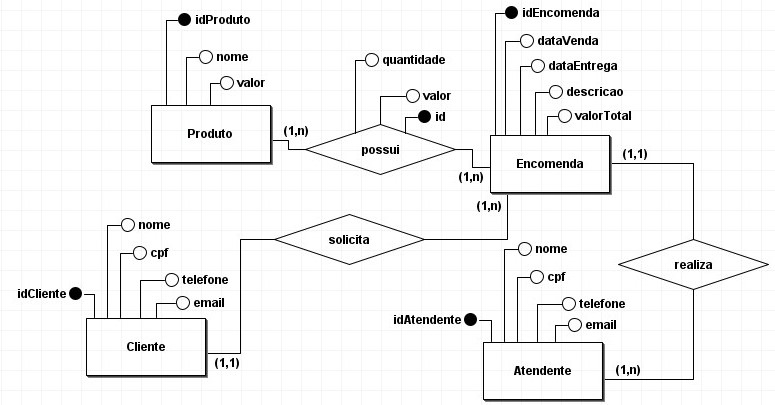 idProduto
nome
valor
Produto
(1,n)
quantidade
valor
id
possui
(1,n)
idEncomenda
dataVenda
dataEntrega
descricao
valorTotal
Encomenda
(1,1)
(1,n)
solicita
realiza
nome
cpf
telefone
email
idCliente
Cliente
(1,1)
nome
cpf
telefone
email
idAtendente
Atendente
(1,n)